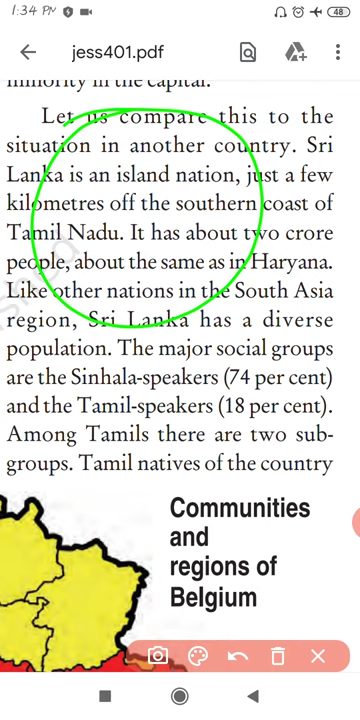 1:34 PM
48
jess401.pdf
minority in the capital.
Let us compare this to the
situation in another country. Sri
Lanka is an island nation, just a few
kilometres off the southern coast of
Tamil Nadu. It has about two crore
people, about the same as in Haryana.
Like other nations in the South Asia
region, Sri Lanka has a diverse
population. The major social groups
are the Sinhala-speakers (74 per cent)
and the Tamil-speakers (18 per cent).
Among Tamils there are two sub-
groups. Tamil natives of the country
Communities
and
regions of
Belgium